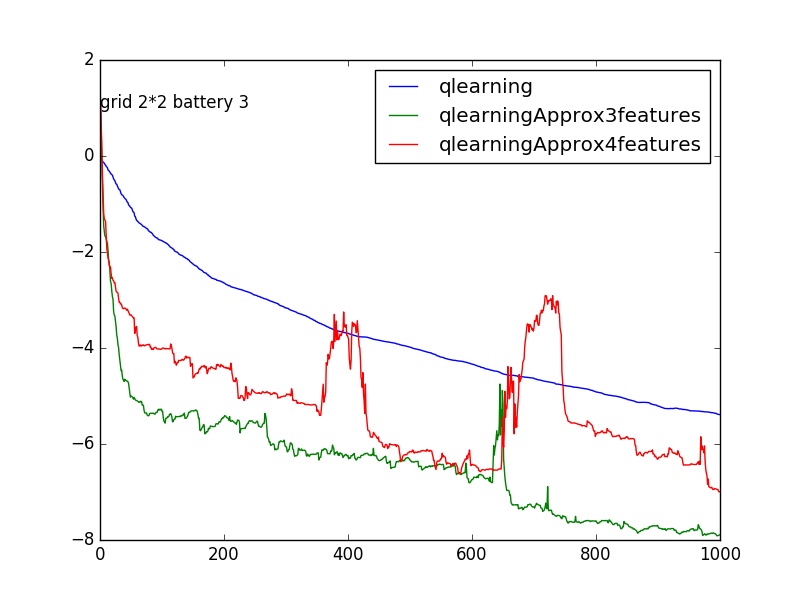 2
0
−2
−4
−6
−8
grid 2*2 battery 3
qlearning
qlearningApprox3features
qlearningApprox4features
0 200 400 600 800 1000